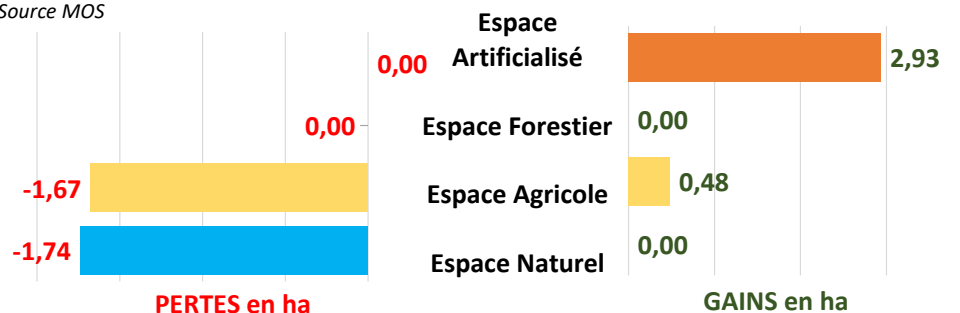 Source MOS
Espace
Artificialisé
0,00
2,93
0,00
Espace Forestier
0,00
-1,67
Espace Agricole
0,48
-1,74
Espace Naturel
0,00
PERTES en ha
GAINS en ha